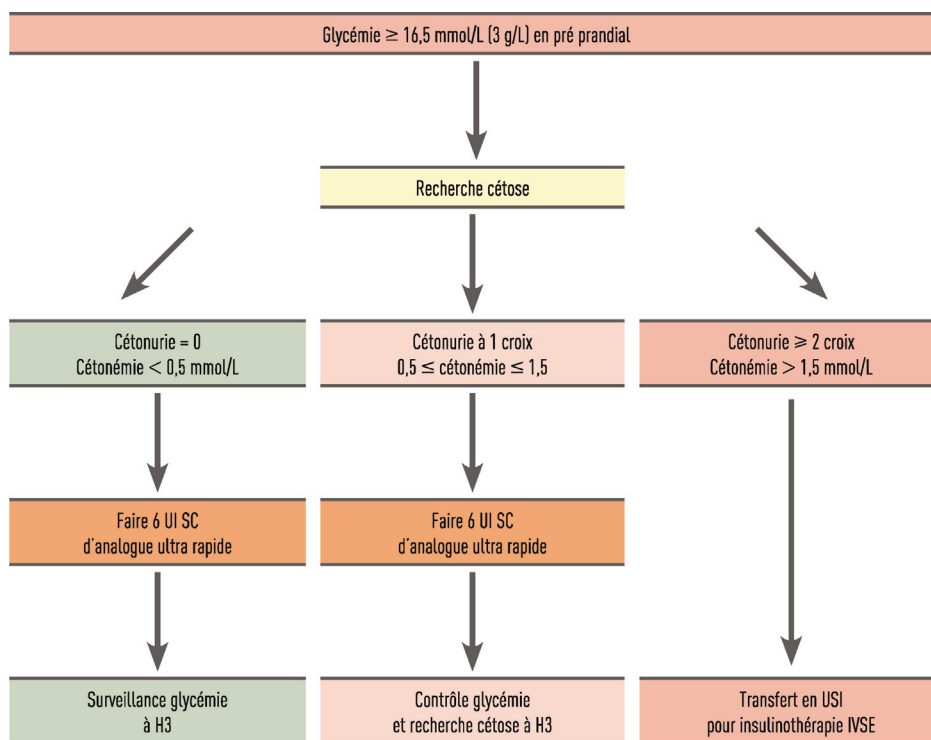 Glycémie ≥ 16,5 mmol/L (3 g/L) en pré prandial
Recherche cétose
Cétonurie = 0
Cétonémie < 0,5 mmol/L
Cétonurie à 1 croix
0,5 ≤ cétonémie ≤ 1,5
Cétonurie ≥ 2 croix
Cétonémie > 1,5 mmol/L
Faire 6 UI SC
d'analogue ultra rapide
Faire 6 UI SC
d'analogue ultra rapide
Surveillance glycémie
à H3
Contrôle glycémie
et recherche cétose à H3
Transfert en USI
pour insulinothérapie IVSE